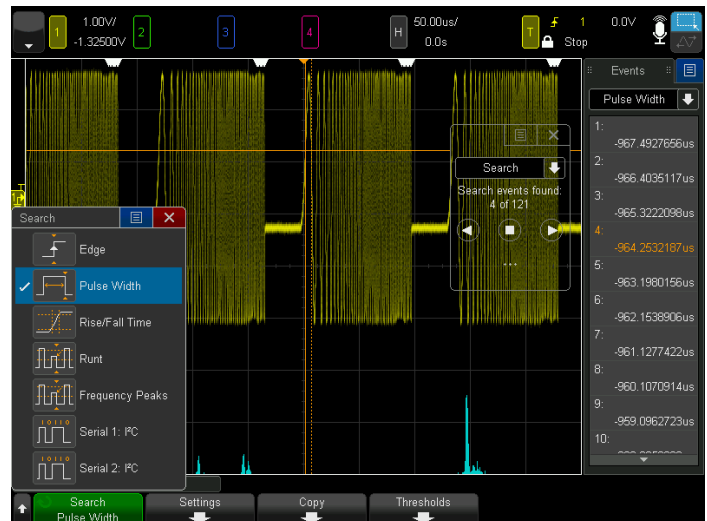 1
1.00V/
-1.32500V
2
3
4
H
50.00us/
0.0s
T
1
Stop
0.0V
Events
Pulse Width
1:
-967.4927656us
2:
-966.4035117us
3:
-965.3222098us
4:
-964.2532187us
5:
-963.1980156us
6:
-962.1538906us
7:
-961.1277422us
8:
-960.1070914us
9:
-959.0962723us
10:
Search
Search events found:
4 of 121
...
Search
Edge
Pulse Width
Rise/Fall Time
Runt
Frequency Peaks
Serial 1: I²C
Serial 2: I²C
Search
Pulse Width
Settings
Copy
Thresholds